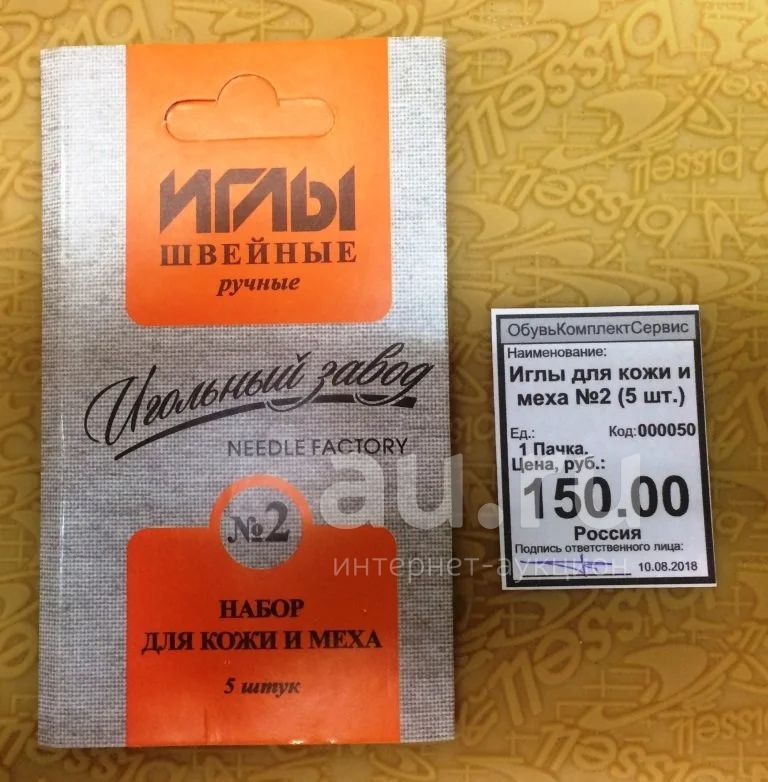 ИГЛЫ
ШВЕЙНЫЕ
ручные
Игольный завод
NEEDLE FACTORY
№2
НАБОР
ДЛЯ КОЖИ И МЕХА
5 штук
ОбувьКомплектСервис
Наименование:
Иглы для кожи и
меха №2 (5 шт.)
Ед.: Код:000050
1 Пачка.
Цена, руб.:
150.00
Россия
Подпись ответственного лица:
10.08.2018
au.ru
интернет-аукцион
bissell